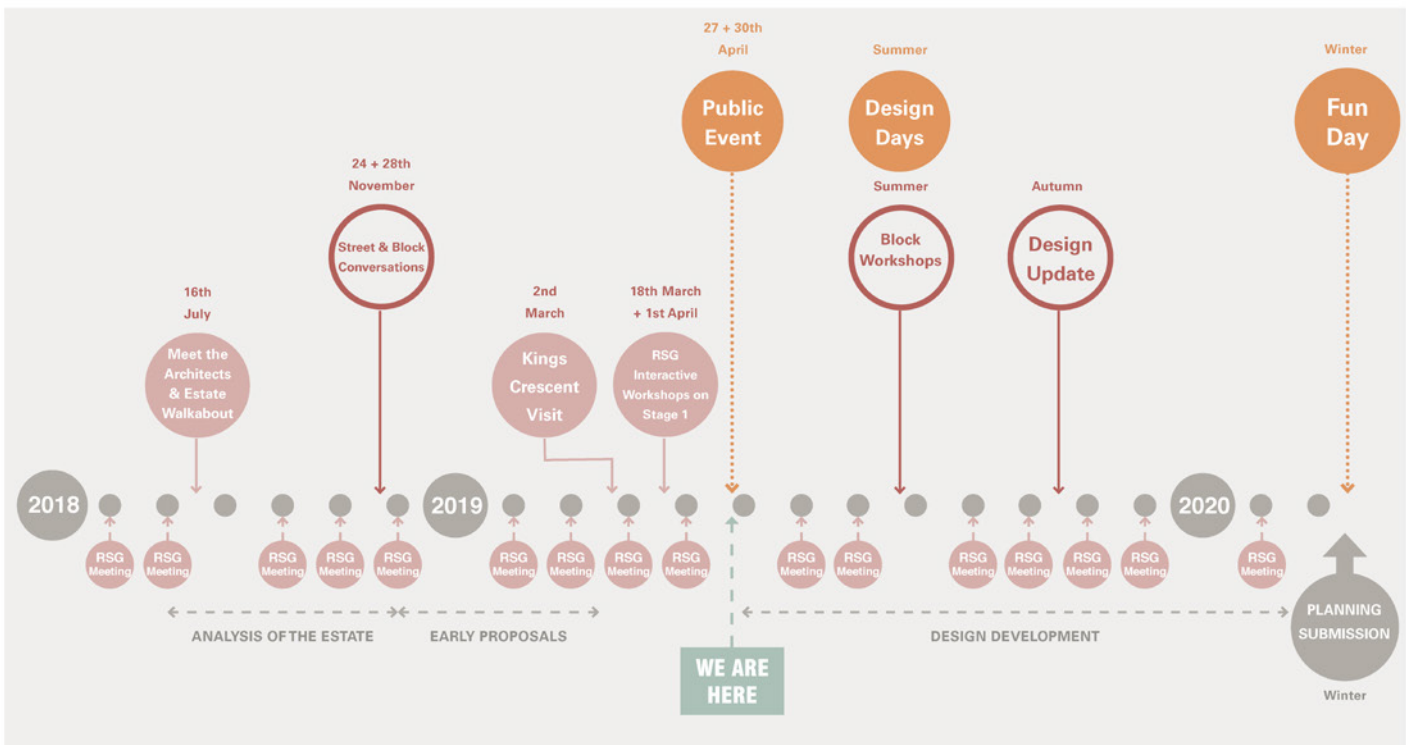 27 + 30th
April
Public
Event
Summer
Design
Days
Winter
Fun
Day
24 + 28th
November
Street & Block
Conversations
Summer
Block
Workshops
Autumn
Design
Update
16th
July
Meet the
Architects
& Estate
Walkabout
2nd
March
Kings
Crescent
Visit
18th March
+ 1st April
RSG
Interactive
Workshops on
Stage 1
2018
2019
2020
RSG
Meeting
RSG
Meeting
RSG
Meeting
RSG
Meeting
RSG
Meeting
RSG
Meeting
RSG
Meeting
RSG
Meeting
RSG
Meeting
RSG
Meeting
RSG
Meeting
RSG
Meeting
RSG
Meeting
RSG
Meeting
RSG
Meeting
RSG
Meeting
ANALYSIS OF THE ESTATE
EARLY PROPOSALS
DESIGN DEVELOPMENT
PLANNING
SUBMISSION
Winter
WE ARE
HERE